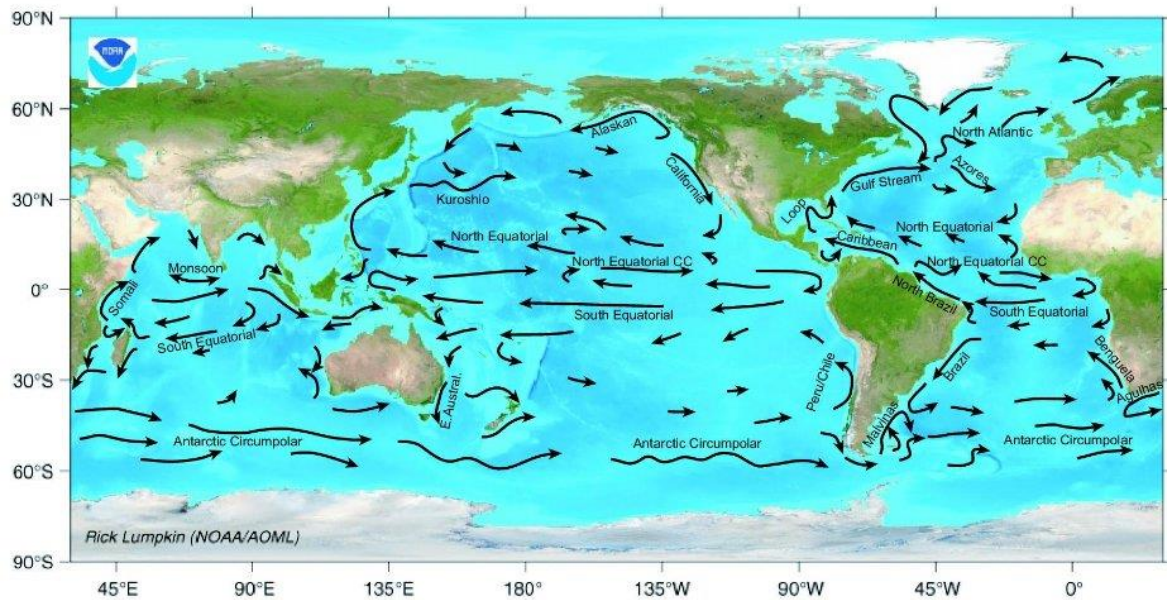 90°N
NOAA
60°N
Alaskan
North Atlantic
California
Azores
Gulf Stream
30°N
Kuroshio
Loop
North Equatorial
North Equatorial
Caribbean
Monsoon
North Equatorial CC
North Equatorial CC
0°
Somali
North Brazil
South Equatorial
South Equatorial
South Equatorial
Benguela
Brazil
30°S
E.Austral.
Peru/Chile
Agulhas
Malvinas
Antarctic Circumpolar
Antarctic Circumpolar
Antarctic Circumpolar
60°S
Rick Lumpkin (NOAA/AOML)
90°S
45°E
90°E
135°E
180°
135°W
90°W
45°W
0°